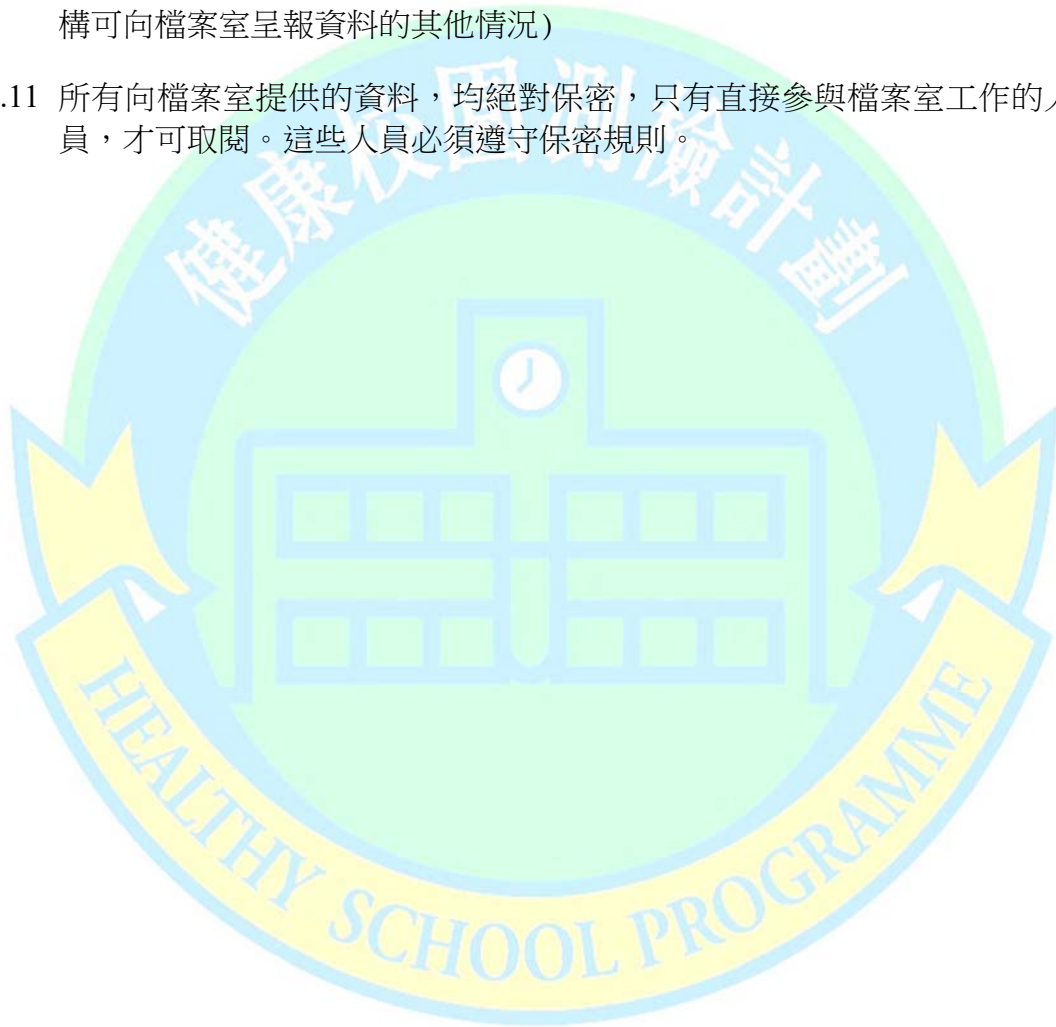 構可向檔案室呈報資料的其他情況)
.11 所有向檔案室提供的資料,均絕對保密,只有直接參與檔案室工作的
員,才可取閱。這些人員必須遵守保密規則。
健康校園測檢計劃
HEALTHY SCHOOL PROGRAMME